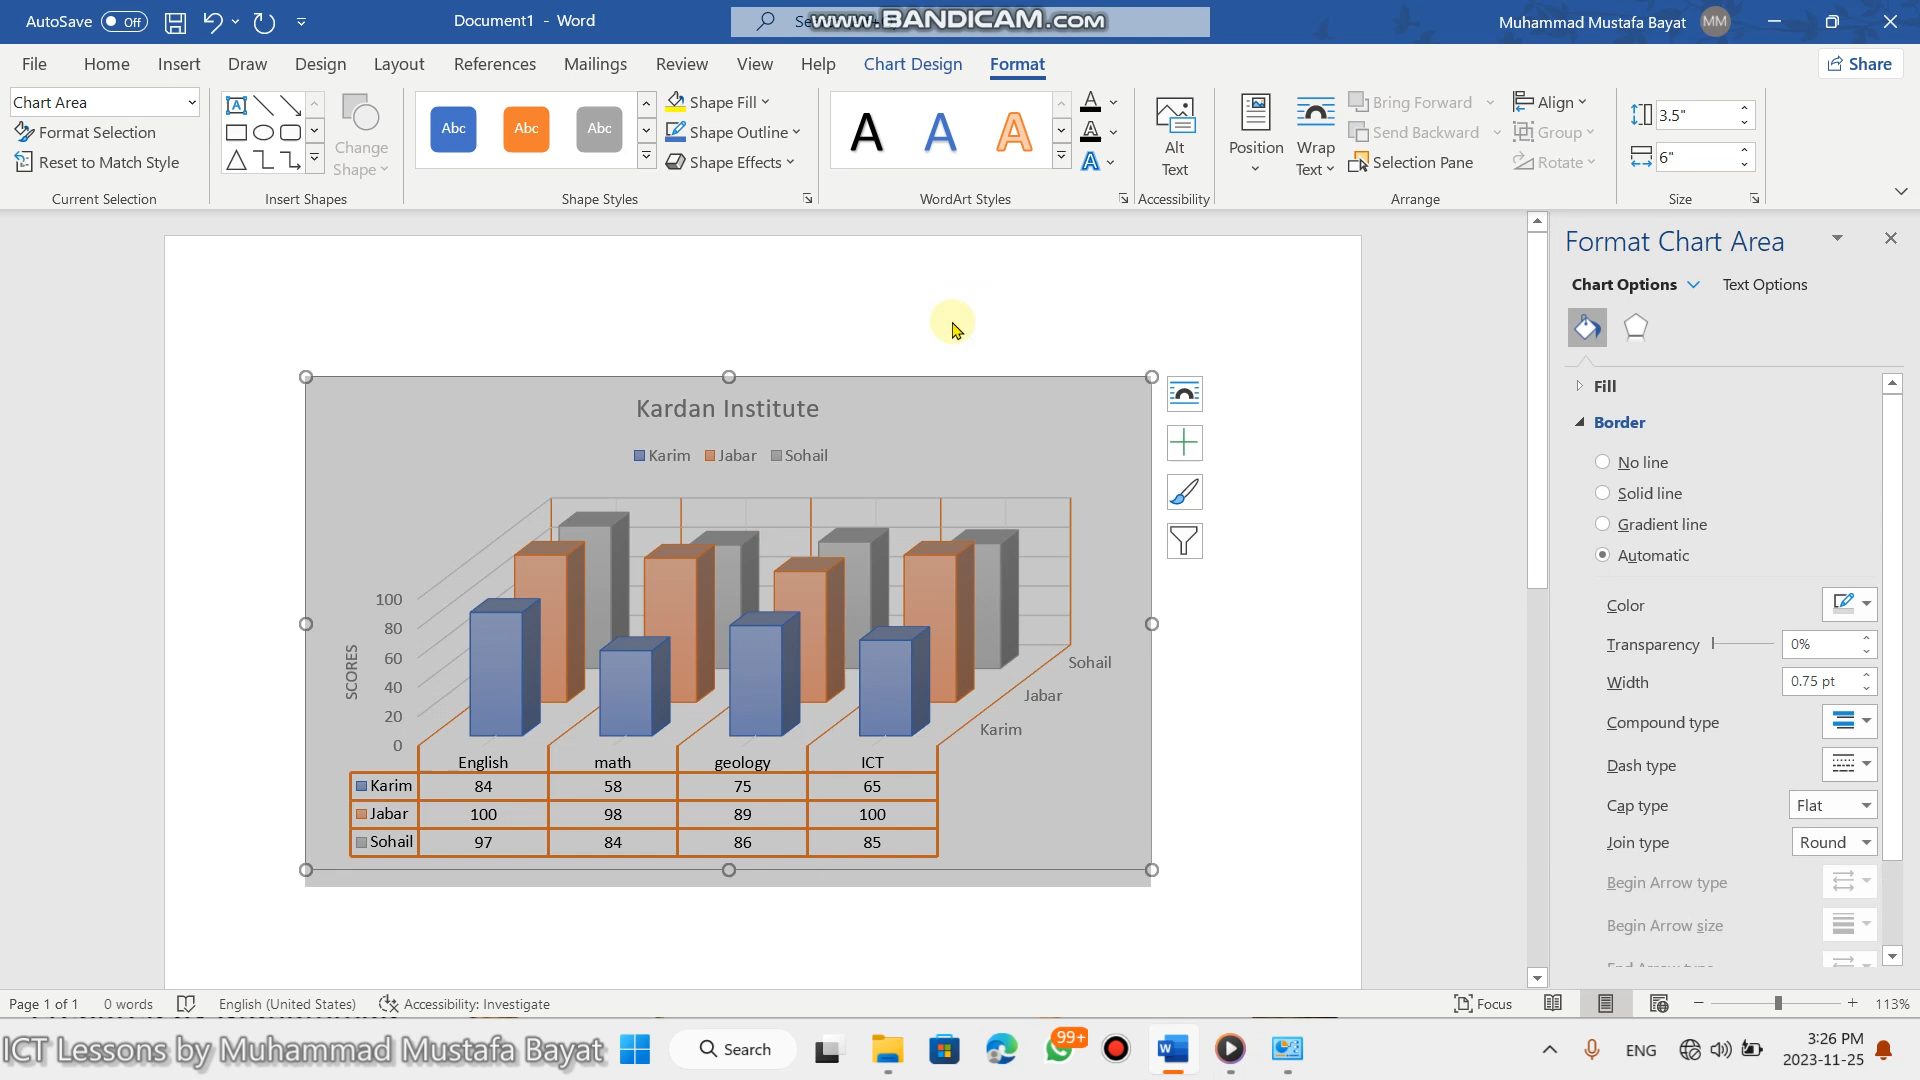 AutoSave Off Document1 - Word www.BANDICAM.com Muhammad Mustafa Bayat MM
File Home Insert Draw Design Layout References Mailings Review View Help Chart Design Format Share
Chart Area
Format Selection
Reset to Match Style
Current Selection
Change
Shape
Insert Shapes
Abc Abc Abc
Shape Fill
Shape Outline
Shape Effects
Shape Styles
A A A
WordArt Styles
Alt
Text
Accessibility
Position
Wrap
Text
Bring Forward
Send Backward
Selection Pane
Align
Group
Rotate
Arrange
3.5"
6"
Size
Kardan Institute
Karim Jabar Sohail
100
80
60
40
20
0
SCORES
Sohail
Jabar
Karim
English math geology ICT
Karim 84 58 75 65
Jabar 100 98 89 100
Sohail 97 84 86 85
Format Chart Area
Chart Options Text Options
Fill
Border
No line
Solid line
Gradient line
Automatic
Color
Transparency 0%
Width 0.75 pt
Compound type
Dash type
Cap type Flat
Join type Round
Begin Arrow type
Begin Arrow size
Page 1 of 1 0 words English (United States) Accessibility: Investigate Focus 113%
ICT Lessons by Muhammad Mustafa Bayat Search 99+ ENG 3:26 PM
2023-11-25